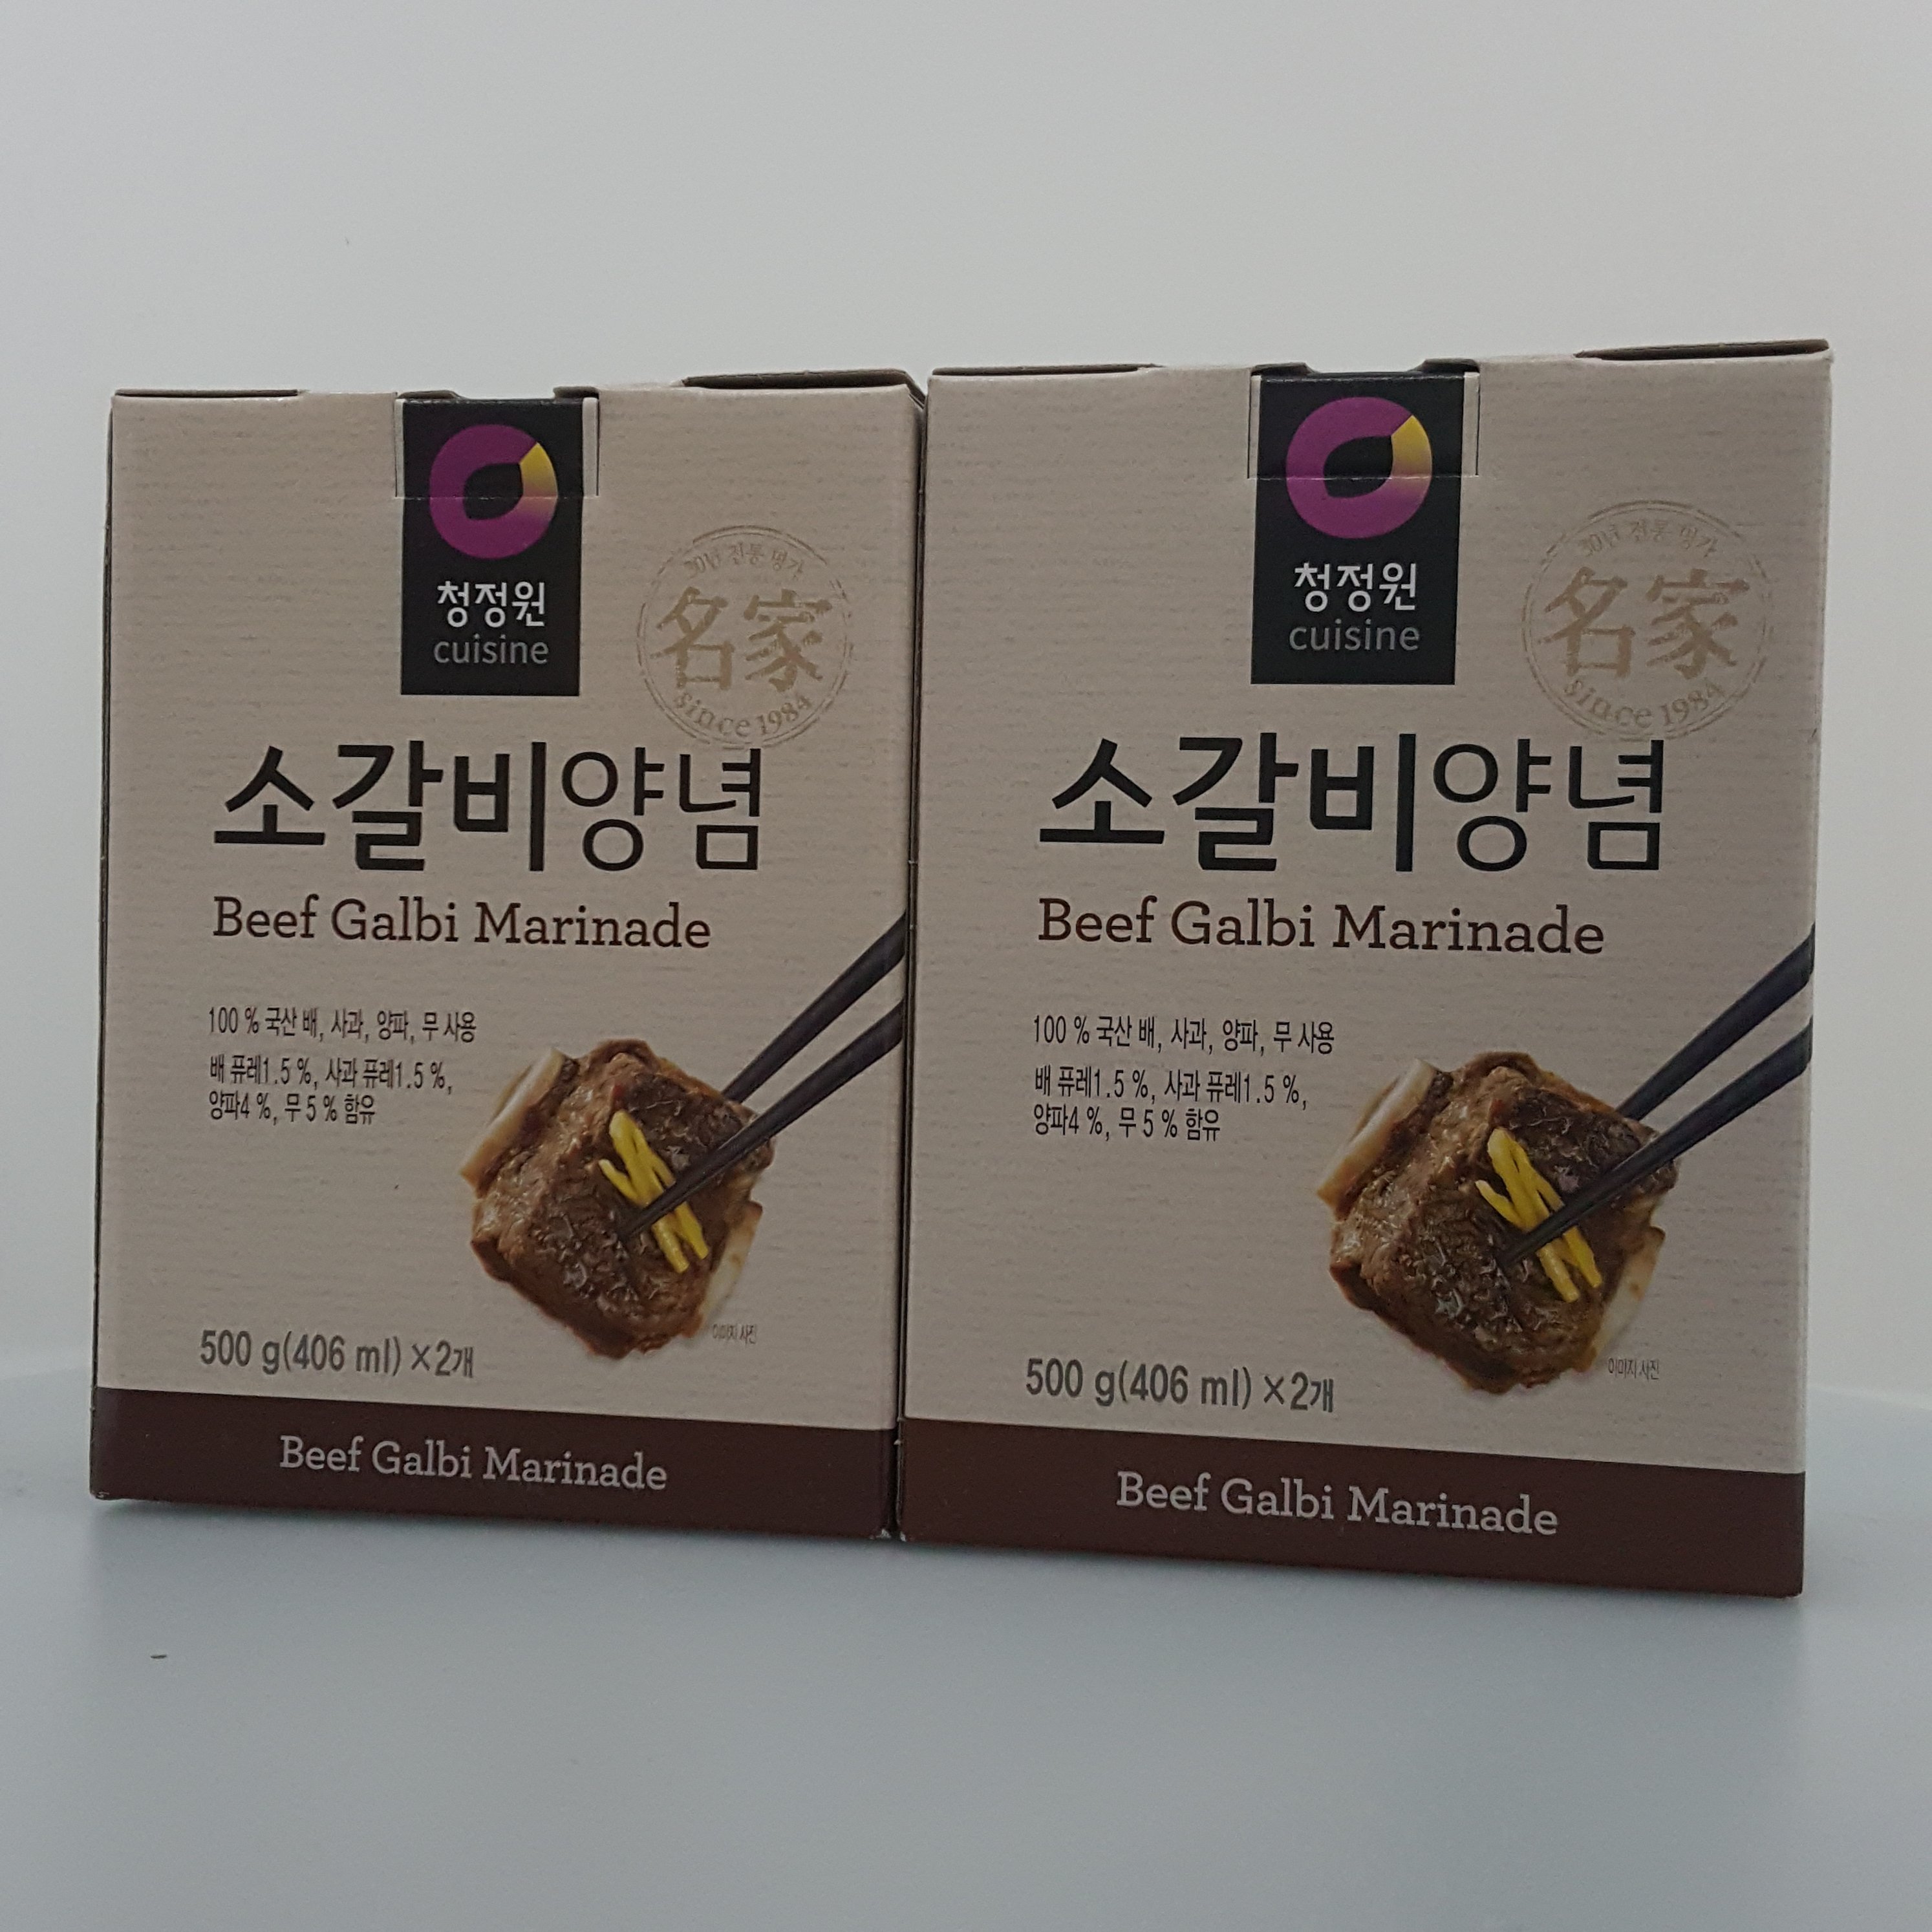 청정원
cuisine
30년 전통 명가
名家
since 1984
소갈비양념
Beef Galbi Marinade
100 % 국산 배, 사과, 양파, 무 사용
배 퓨레1.5 %, 사과 퓨레1.5 %,
양파4 %, 무 5 % 함유
이미지 사진
500 g(406 ml) ×2개
Beef Galbi Marinade
청정원
cuisine
30년 전통 명가
名家
since 1984
소갈비양념
Beef Galbi Marinade
100 % 국산 배, 사과, 양파, 무 사용
배 퓨레1.5 %, 사과 퓨레1.5 %,
양파4 %, 무 5 % 함유
이미지 사진
500 g(406 ml) ×2개
Beef Galbi Marinade